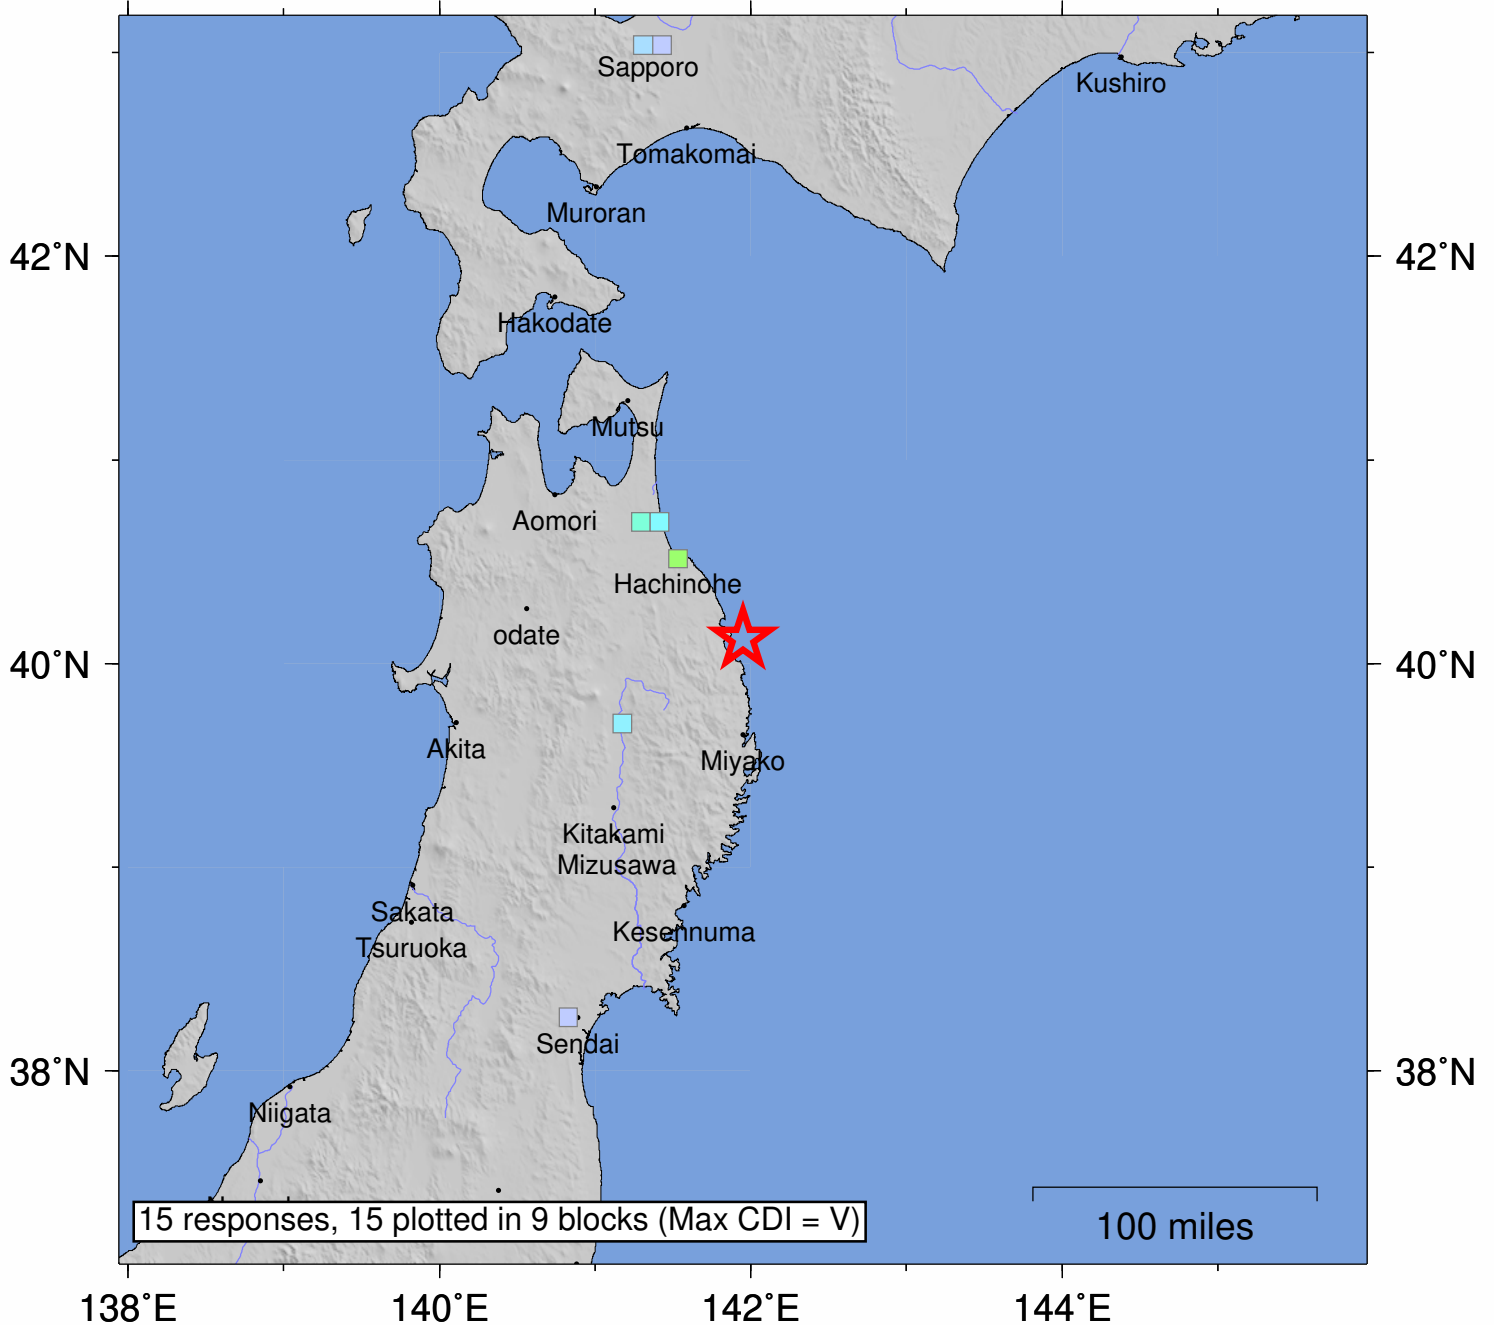 Sapporo
Kushiro
Tomakomai
Muroran
42˚N
42˚N
Hakodate
Mutsu
Aomori
Hachinohe
odate
40˚N
40˚N
Akita
Miyako
Kitakami
Mizusawa
Sakata
Kesennuma
Tsuruoka
Sendai
38˚N
38˚N
Niigata
15 responses, 15 plotted in 9 blocks (Max CDI = V)
100 miles
138˚E
140˚E
142˚E
144˚E